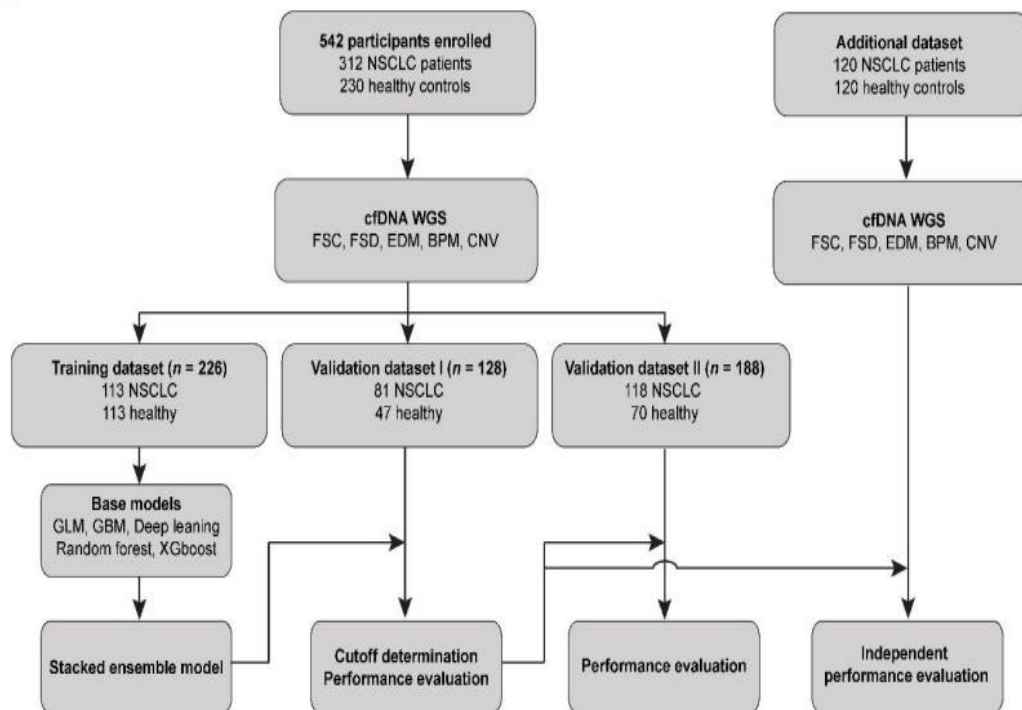 542 participants enrolled
312 NSCLC patients
230 healthy controls
Additional dataset
120 NSCLC patients
120 healthy controls
cfDNA WGS
FSC, FSD, EDM, BPM, CNV
cfDNA WGS
FSC, FSD, EDM, BPM, CNV
Training dataset (n = 226)
113 NSCLC
113 healthy
Validation dataset I (n = 128)
81 NSCLC
47 healthy
Validation dataset II (n = 188)
118 NSCLC
70 healthy
Base models
GLM, GBM, Deep leaning
Random forest, XGboost
Stacked ensemble model
Cutoff determination
Performance evaluation
Performance evaluation
Independent
performance evaluation